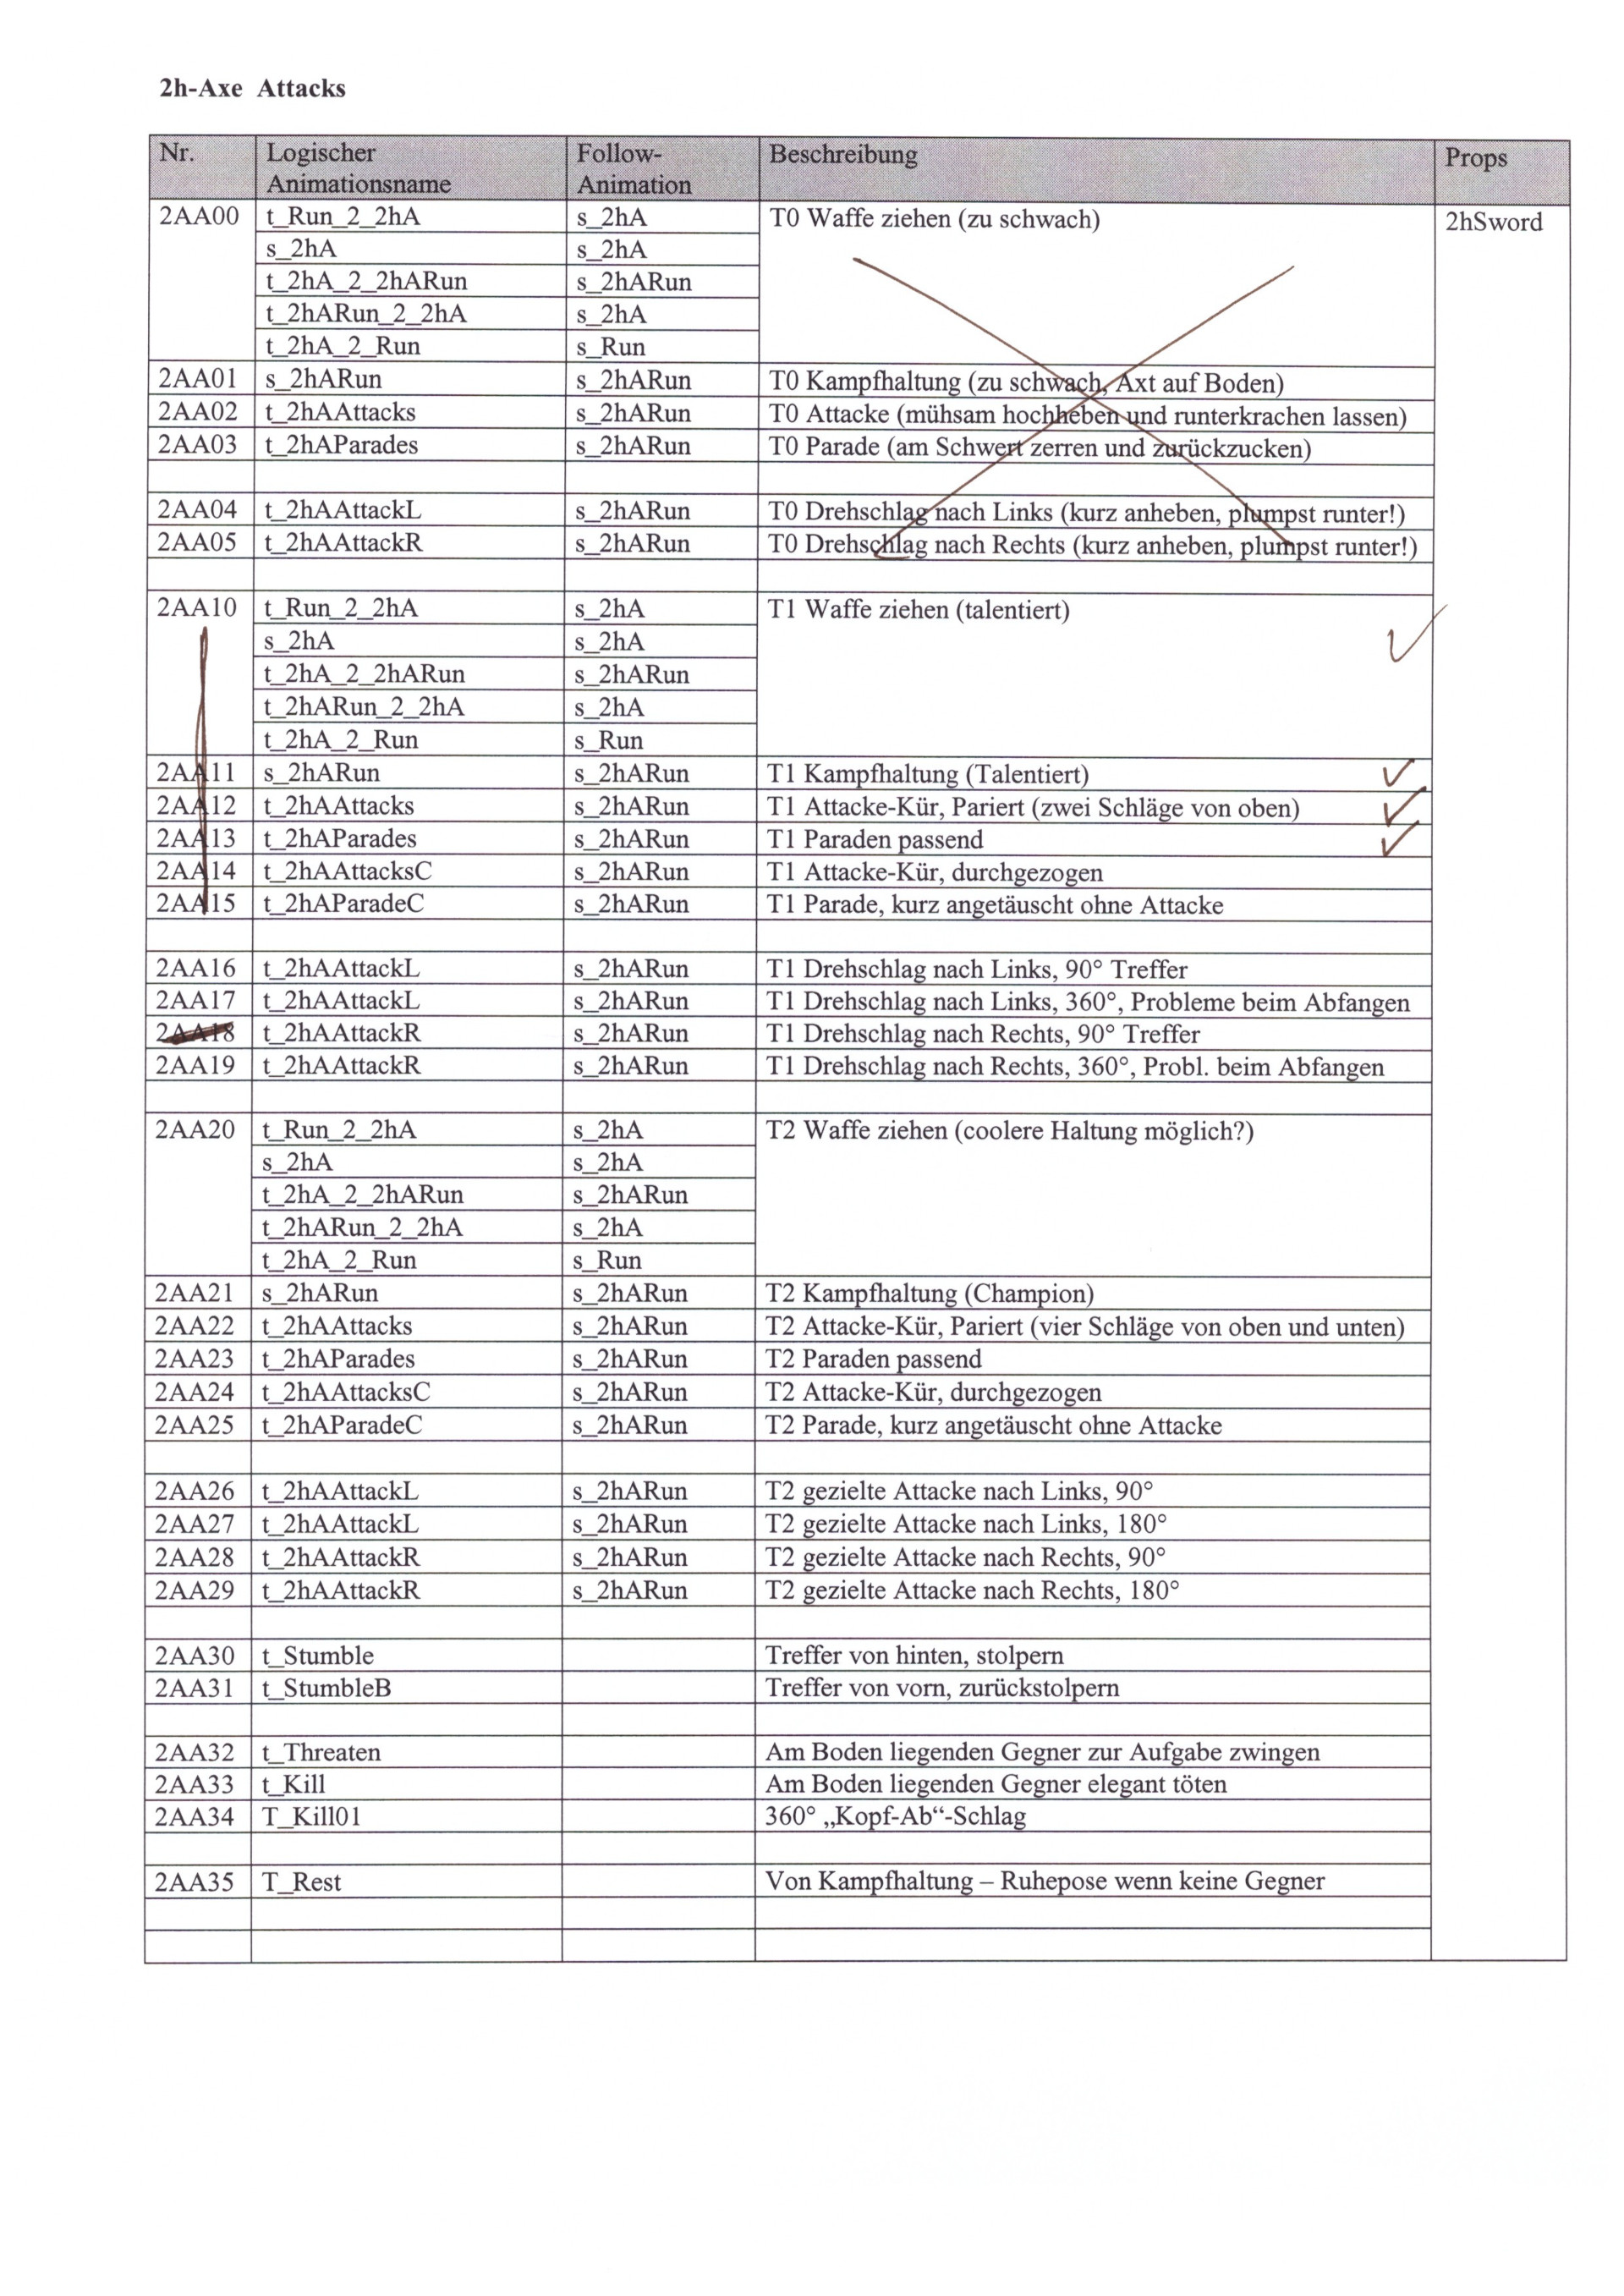 2h-Axe Attacks
Nr. Logischer Animationsname Follow-Animation Beschreibung Props
2AA00 t_Run_2_2hA s_2hA T0 Waffe ziehen (zu schwach) 2hSword
s_2hA s_2hA
t_2hA_2_2hARun s_2hARun
t_2hARun_2_2hA s_2hA
t_2hA_2_Run s_Run
2AA01 s_2hARun s_2hARun T0 Kampfhaltung (zu schwach, Axt auf Boden)
2AA02 t_2hAAttacks s_2hARun T0 Attacke (mühsam hochheben und runterkrachen lassen)
2AA03 t_2hAParades s_2hARun T0 Parade (am Schwert zerren und zurückzucken)
2AA04 t_2hAAttackL s_2hARun T0 Drehschlag nach Links (kurz anheben, plumpst runter!)
2AA05 t_2hAAttackR s_2hARun T0 Drehschlag nach Rechts (kurz anheben, plumpst runter!)
2AA10 t_Run_2_2hA s_2hA T1 Waffe ziehen (talentiert)
s_2hA s_2hA
t_2hA_2_2hARun s_2hARun
t_2hARun_2_2hA s_2hA
t_2hA_2_Run s_Run
2AA11 s_2hARun s_2hARun T1 Kampfhaltung (Talentiert)
2AA12 t_2hAAttacks s_2hARun T1 Attacke-Kür, Pariert (zwei Schläge von oben)
2AA13 t_2hAParades s_2hARun T1 Paraden passend
2AA14 t_2hAAttacksC s_2hARun T1 Attacke-Kür, durchgezogen
2AA15 t_2hAParadeC s_2hARun T1 Parade, kurz angetäuscht ohne Attacke
2AA16 t_2hAAttackL s_2hARun T1 Drehschlag nach Links, 90° Treffer
2AA17 t_2hAAttackL s_2hARun T1 Drehschlag nach Links, 360°, Probleme beim Abfangen
2AA18 t_2hAAttackR s_2hARun T1 Drehschlag nach Rechts, 90° Treffer
2AA19 t_2hAAttackR s_2hARun T1 Drehschlag nach Rechts, 360°, Probl. beim Abfangen
2AA20 t_Run_2_2hA s_2hA T2 Waffe ziehen (coolere Haltung möglich?)
s_2hA s_2hA
t_2hA_2_2hARun s_2hARun
t_2hARun_2_2hA s_2hA
t_2hA_2_Run s_Run
2AA21 s_2hARun s_2hARun T2 Kampfhaltung (Champion)
2AA22 t_2hAAttacks s_2hARun T2 Attacke-Kür, Pariert (vier Schläge von oben und unten)
2AA23 t_2hAParades s_2hARun T2 Paraden passend
2AA24 t_2hAAttacksC s_2hARun T2 Attacke-Kür, durchgezogen
2AA25 t_2hAParadeC s_2hARun T2 Parade, kurz angetäuscht ohne Attacke
2AA26 t_2hAAttackL s_2hARun T2 gezielte Attacke nach Links, 90°
2AA27 t_2hAAttackL s_2hARun T2 gezielte Attacke nach Links, 180°
2AA28 t_2hAAttackR s_2hARun T2 gezielte Attacke nach Rechts, 90°
2AA29 t_2hAAttackR s_2hARun T2 gezielte Attacke nach Rechts, 180°
2AA30 t_Stumble Treffer von hinten, stolpern
2AA31 t_StumbleB Treffer von vorn, zurückstolpern
2AA32 t_Threaten Am Boden liegenden Gegner zur Aufgabe zwingen
2AA33 t_Kill Am Boden liegenden Gegner elegant töten
2AA34 T_Kill01 360° „Kopf-Ab“-Schlag
2AA35 T_Rest Von Kampfhaltung – Ruhepose wenn keine Gegner